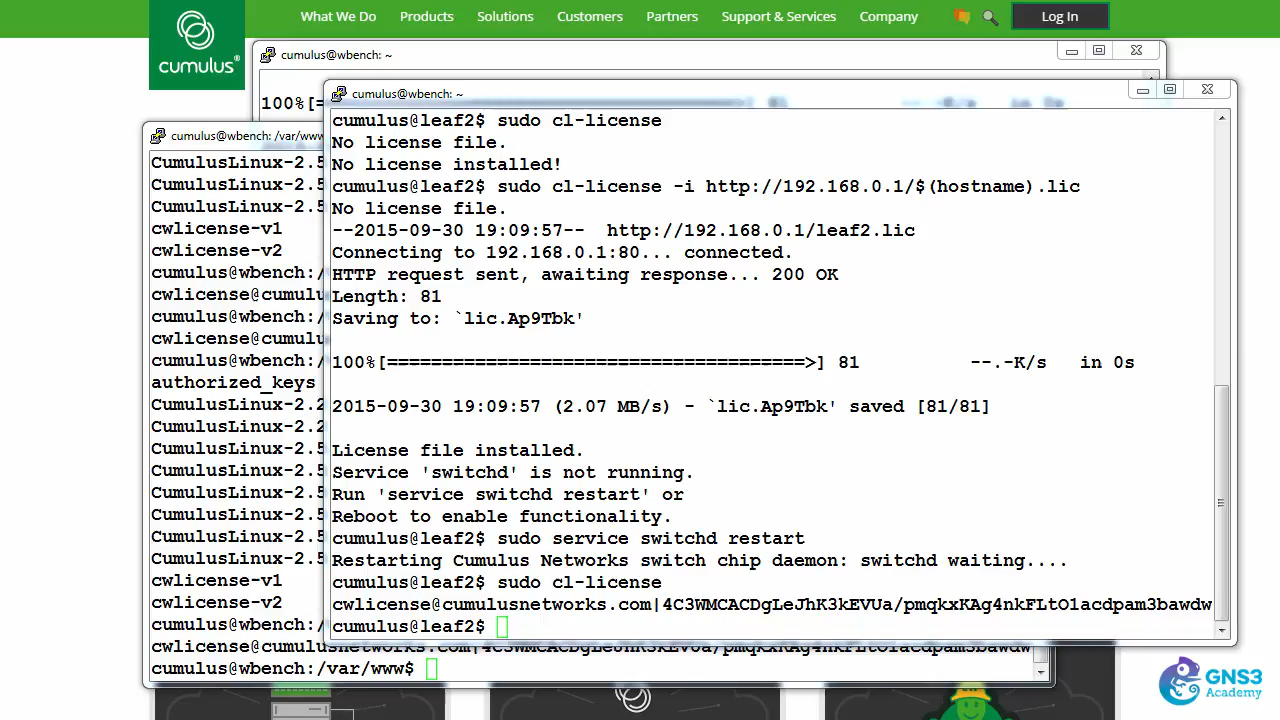 What We Do Products Solutions Customers Partners Support & Services Company Log In
cumulus®
cumulus@wbench: ~
100%[= 81 --.-K/s in 0s
cumulus@wbench: ~
cumulus@leaf2$ sudo cl-license
No license file.
No license installed!
cumulus@leaf2$ sudo cl-license -i http://192.168.0.1/$(hostname).lic
No license file.
--2015-09-30 19:09:57-- http://192.168.0.1/leaf2.lic
Connecting to 192.168.0.1:80... connected.
HTTP request sent, awaiting response... 200 OK
Length: 81
Saving to: `lic.Ap9Tbk'
100%[======================================>] 81 --.-K/s in 0s
2015-09-30 19:09:57 (2.07 MB/s) - `lic.Ap9Tbk' saved [81/81]
License file installed.
Service 'switchd' is not running.
Run 'service switchd restart' or
Reboot to enable functionality.
cumulus@leaf2$ sudo service switchd restart
Restarting Cumulus Networks switch chip daemon: switchd waiting....
cumulus@leaf2$ sudo cl-license
cwlicense@cumulusnetworks.com|4C3WMCACDgLeJhK3kEVUa/pmqkxKAg4nkFLtO1acdpam3bawdw
cumulus@leaf2$
cumulus@wbench: /var/www
CumulusLinux-2.5
CumulusLinux-2.5
CumulusLinux-2.5
cwlicense-v1
cwlicense-v2
cumulus@wbench:/
cwlicense@cumulu
cumulus@wbench:/
cwlicense@cumulu
cumulus@wbench:/
authorized_keys
CumulusLinux-2.2
CumulusLinux-2.2
CumulusLinux-2.5
CumulusLinux-2.5
CumulusLinux-2.5
CumulusLinux-2.5
CumulusLinux-2.5
CumulusLinux-2.5
cwlicense-v1
cwlicense-v2
cumulus@wbench:/
cwlicense@cumulusnetworks.com|4C3WMCACDgLeJhK3kEVUa/pmqkxKAg4nkFLtO1acdpam3bawdw
cumulus@wbench:/var/www$
GNS3
Academy